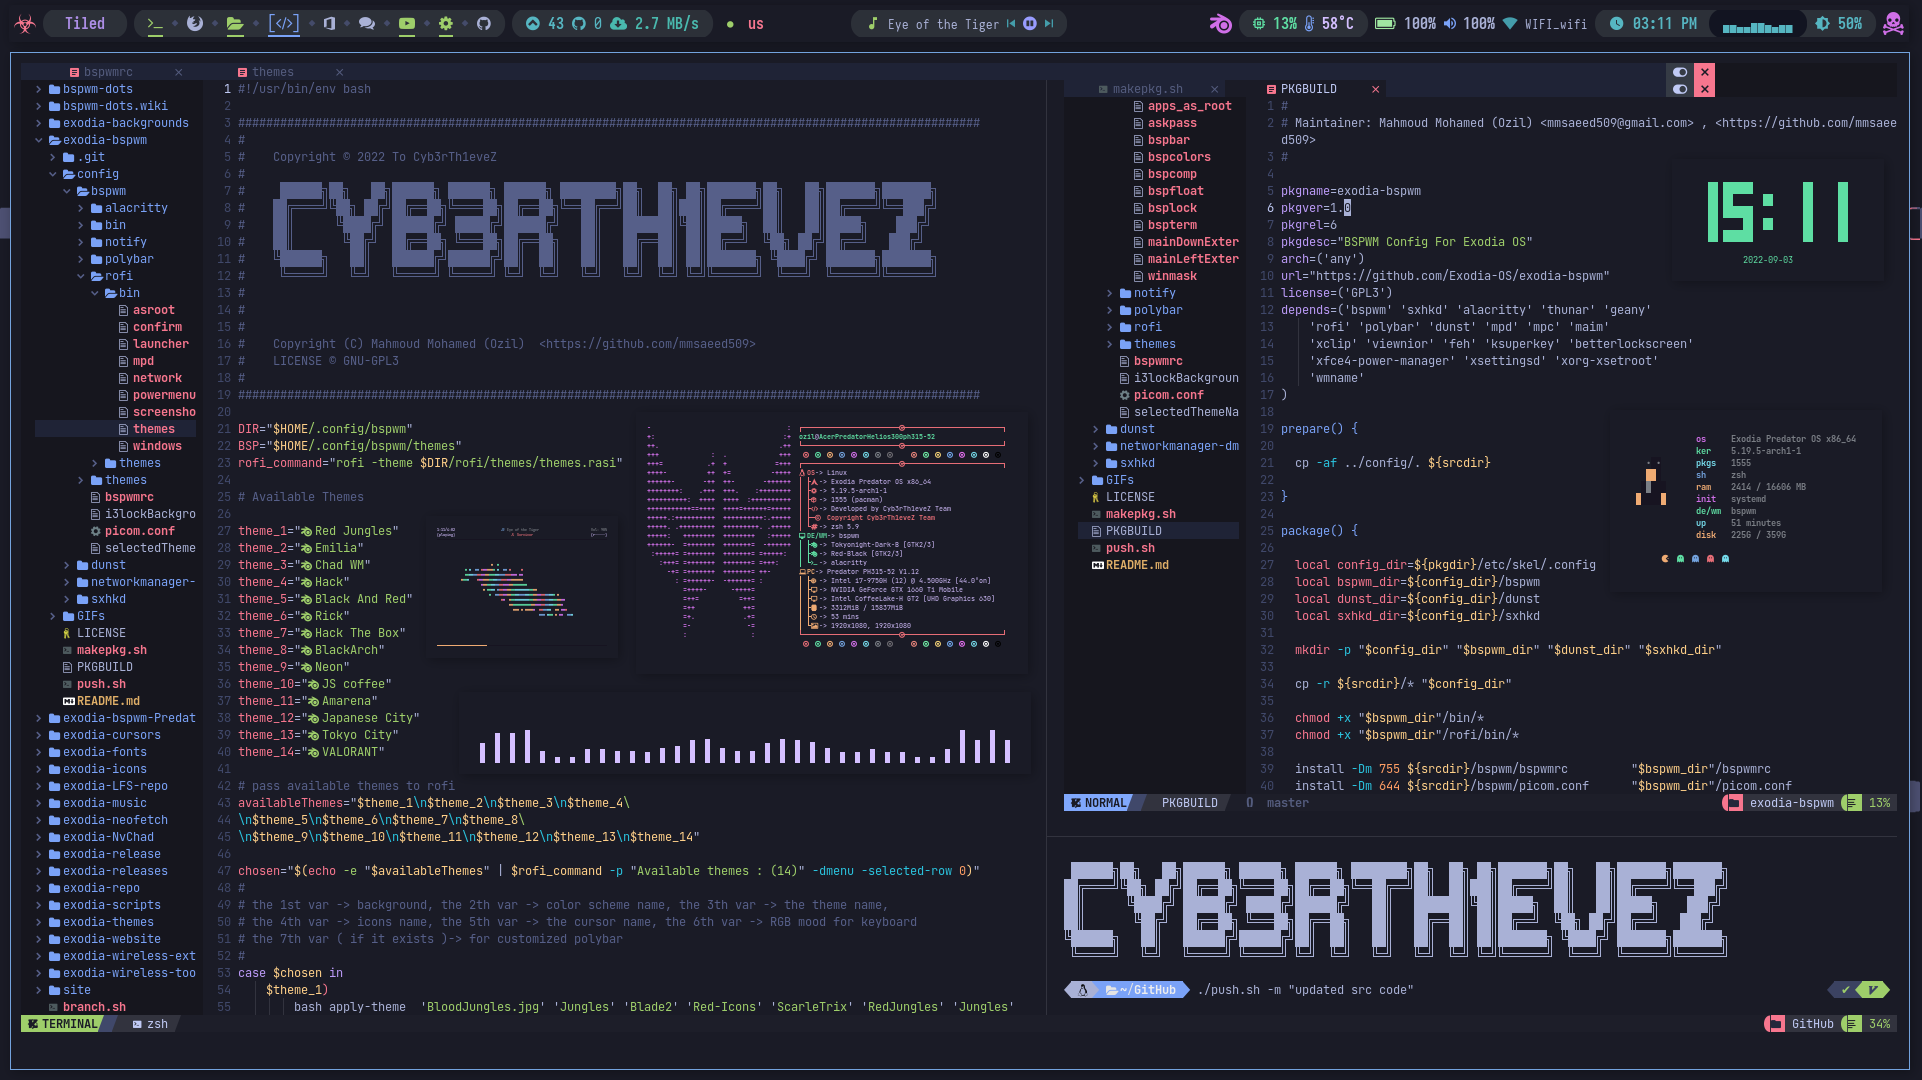 Tiled
43 0 2.7 MB/s
us
Eye of the Tiger
13% 58°C 100% 100% WIFI_wifi 03:11 PM 50%
bspwmrc
themes
bspwm-dots
bspwm-dots.wiki
exodia-backgrounds
exodia-bspwm
.git
config
bspwm
alacritty
bin
notify
polybar
rofi
bin
asroot
confirm
launcher
mpd
network
powermenu
screensho
themes
windows
themes
themes
bspwmrc
i3lockBackgro
picom.conf
selectedTheme
dunst
networkmanager-
sxhkd
GIFs
LICENSE
makepkg.sh
PKGBUILD
push.sh
README.md
exodia-bspwm-Predat
exodia-cursors
exodia-fonts
exodia-icons
exodia-LFS-repo
exodia-music
exodia-neofetch
exodia-NvChad
exodia-release
exodia-releases
exodia-repo
exodia-scripts
exodia-themes
exodia-website
exodia-wireless-ext
exodia-wireless-too
site
branch.sh
1 #!/usr/bin/env bash
2
3 ##########################################################################################################
4 #
5 # Copyright © 2022 To Cyb3rTh1eveZ
6 #
7 #
8 #
9 #
10 #
11 #
12 #
CYB3RTHIEVEZ
13 #
14 #
15 #
16 # Copyright (C) Mahmoud Mohamed (Ozil) <https://github.com/mmsaeed509>
17 # LICENSE © GNU-GPL3
18 #
19 ##########################################################################################################
20
21 DIR="$HOME/.config/bspwm"
22 BSP="$HOME/.config/bspwm/themes"
23 rofi_command="rofi -theme $DIR/rofi/themes/themes.rasi"
24
25 # Available Themes
26
27 theme_1="Red Jungles"
28 theme_2="Emilia"
29 theme_3="Chad WM"
30 theme_4="Hack"
31 theme_5="Black And Red"
32 theme_6="Rick"
33 theme_7="Hack The Box"
34 theme_8="BlackArch"
35 theme_9="Neon"
36 theme_10="JS coffee"
37 theme_11="Amarena"
38 theme_12="Japanese City"
39 theme_13="Tokyo City"
40 theme_14="VALORANT"
41
42 # pass available themes to rofi
43 availableThemes="$theme_1\n$theme_2\n$theme_3\n$theme_4\
44 \n$theme_5\n$theme_6\n$theme_7\n$theme_8\
45 \n$theme_9\n$theme_10\n$theme_11\n$theme_12\n$theme_13\n$theme_14"
46
47 chosen="$(echo -e "$availableThemes" | $rofi_command -p "Available themes : (14)" -dmenu -selected-row 0)"
48 #
49 # the 1st var -> background, the 2th var -> color scheme name, the 3th var -> the theme name,
50 # the 4th var -> icons name, the 5th var -> the cursor name, the 6th var -> RGB mood for keyboard
51 # the 7th var ( if it exists )-> for customized polybar
52 #
53 case $chosen in
54 $theme_1)
55 bash apply-theme 'BloodJungles.jpg' 'Jungles' 'Blade2' 'Red-Icons' 'ScarleTrix' 'RedJungles' 'Jungles'
TERMINAL zsh
Eye of the Tiger
ozil@AcerPredatorHelios300ph315-52
OS-> Linux
-> Exodia Predator OS x86_64
-> 5.19.5-arch1-1
-> 1555 (pacman)
-> Developed by Cyb3rTh1eveZ Team
Copyright Cyb3rTh1eveZ Team
-> zsh 5.9
DE/WM-> bspwm
-> Tokyonight-Dark-B [GTK2/3]
-> Red-Black [GTK2/3]
-> alacritty
PC-> Predator PH315-52 V1.12
-> Intel i7-9750H (12) @ 4.500GHz [44.0°on]
-> NVIDIA GeForce GTX 1660 Ti Mobile
-> Intel CoffeeLake-H GT2 [UHD Graphics 630]
-> 3312MiB / 15837MiB
-> 53 mins
-> 1920x1080, 1920x1080
makepkg.sh
PKGBUILD
apps_as_root
askpass
bspbar
bspcolors
bspcomp
bspfloat
bsplock
bspterm
mainDownExter
mainLeftExter
winmask
notify
polybar
rofi
themes
bspwmrc
i3lockBackgroun
picom.conf
selectedThemeNa
dunst
networkmanager-dm
sxhkd
GIFs
LICENSE
makepkg.sh
PKGBUILD
push.sh
README.md
1 #
2 # Maintainer: Mahmoud Mohamed (Ozil) <mmsaeed509@gmail.com> , <https://github.com/mmsaee
d509>
3 #
4
5 pkgname=exodia-bspwm
6 pkgver=1.0
7 pkgrel=6
8 pkgdesc="BSPWM Config For Exodia OS"
9 arch=('any')
10 url="https://github.com/Exodia-OS/exodia-bspwm"
11 license=('GPL3')
12 depends=('bspwm' 'sxhkd' 'alacritty' 'thunar' 'geany'
13 'rofi' 'polybar' 'dunst' 'mpd' 'mpc' 'maim'
14 'xclip' 'viewnior' 'feh' 'ksuperkey' 'betterlockscreen'
15 'xfce4-power-manager' 'xsettingsd' 'xorg-xsetroot'
16 'wmname'
17 )
18
19 prepare() {
20
21 cp -af ../config/. ${srcdir}
22
23 }
24
25 package() {
26
27 local config_dir=${pkgdir}/etc/skel/.config
28 local bspwm_dir=${config_dir}/bspwm
29 local dunst_dir=${config_dir}/dunst
30 local sxhkd_dir=${config_dir}/sxhkd
31
32 mkdir -p "$config_dir" "$bspwm_dir" "$dunst_dir" "$sxhkd_dir"
33
34 cp -r ${srcdir}/* "$config_dir"
35
36 chmod +x "$bspwm_dir"/bin/*
37 chmod +x "$bspwm_dir"/rofi/bin/*
38
39 install -Dm 755 ${srcdir}/bspwm/bspwmrc "$bspwm_dir"/bspwmrc
40 install -Dm 644 ${srcdir}/bspwm/picom.conf "$bspwm_dir"/picom.conf
15:11
2022-09-03
os Exodia Predator OS x86_64
ker 5.19.5-arch1-1
pkgs 1555
sh zsh
ram 2414 / 16606 MB
init systemd
de/wm bspwm
up 51 minutes
disk 225G / 359G
NORMAL PKGBUILD master exodia-bspwm 13%
CYB3RTHIEVEZ
~/GitHub ./push.sh -m "updated src code"
GitHub 34%